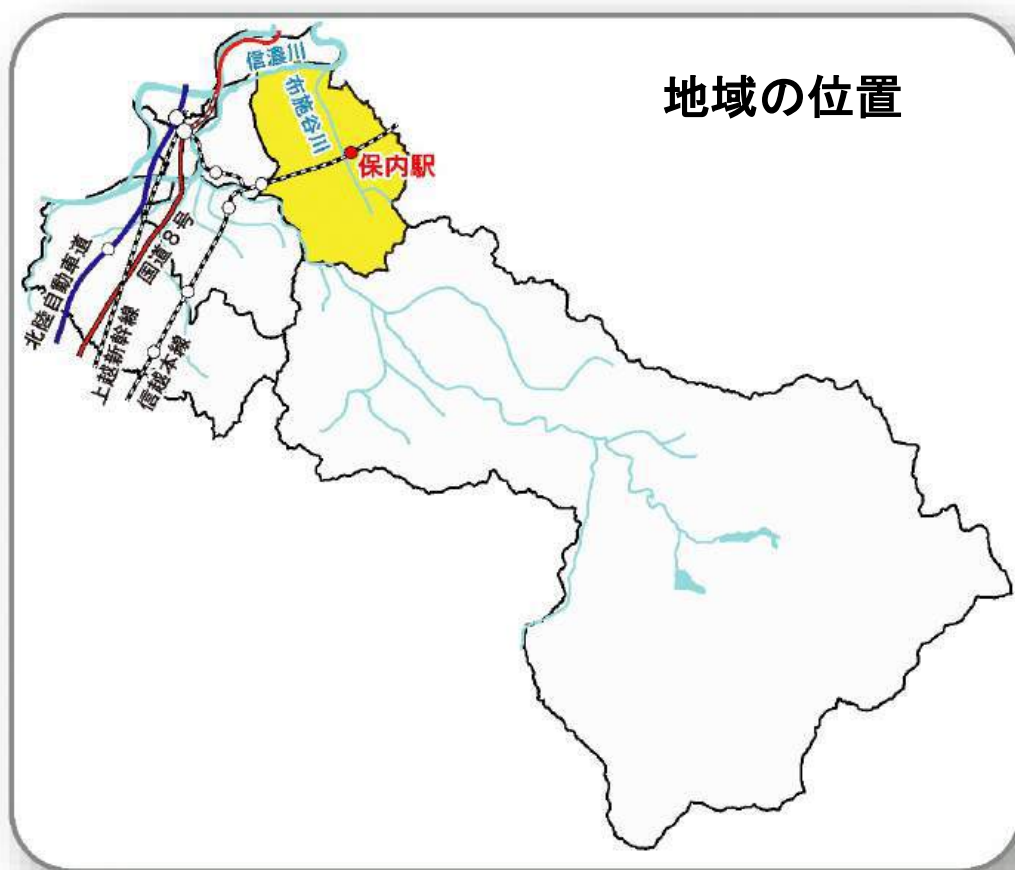 地域の位置
信濃川
布施谷川
保内駅
北陸自動車道
上越新幹線
国道8号
信越本線